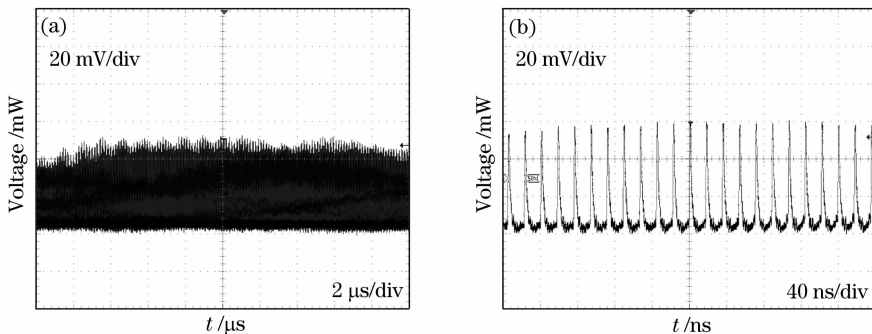 (a)
20 mV/div
Voltage /mW
2 μs/div
t /μs
(b)
20 mV/div
Voltage /mW
40 ns/div
t /ns